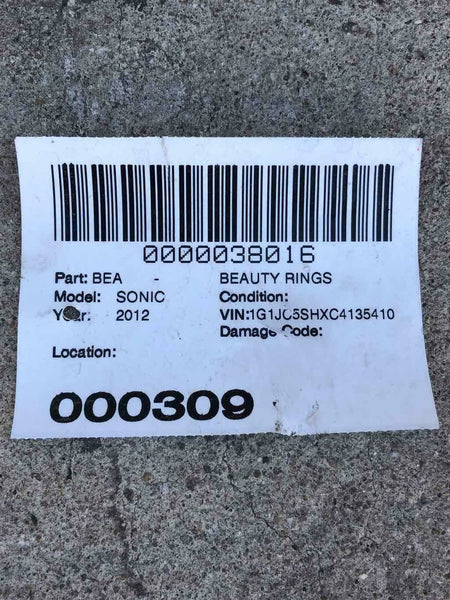 0000038016
Part: BEA - BEAUTY RINGS
Model: SONIC Condition:
Year: 2012 VIN:1G1JC5SHXC4135410
Damage Code:
Location:
000309